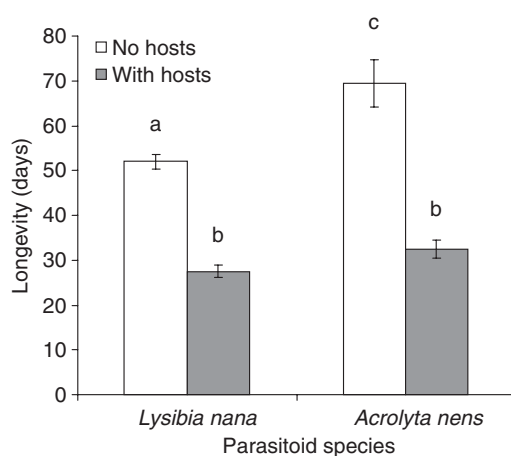 80
70
60
50
40
30
20
10
0
Longevity (days)
No hosts
With hosts
a
b
c
b
Lysibia nana
Acrolyta nens
Parasitoid species